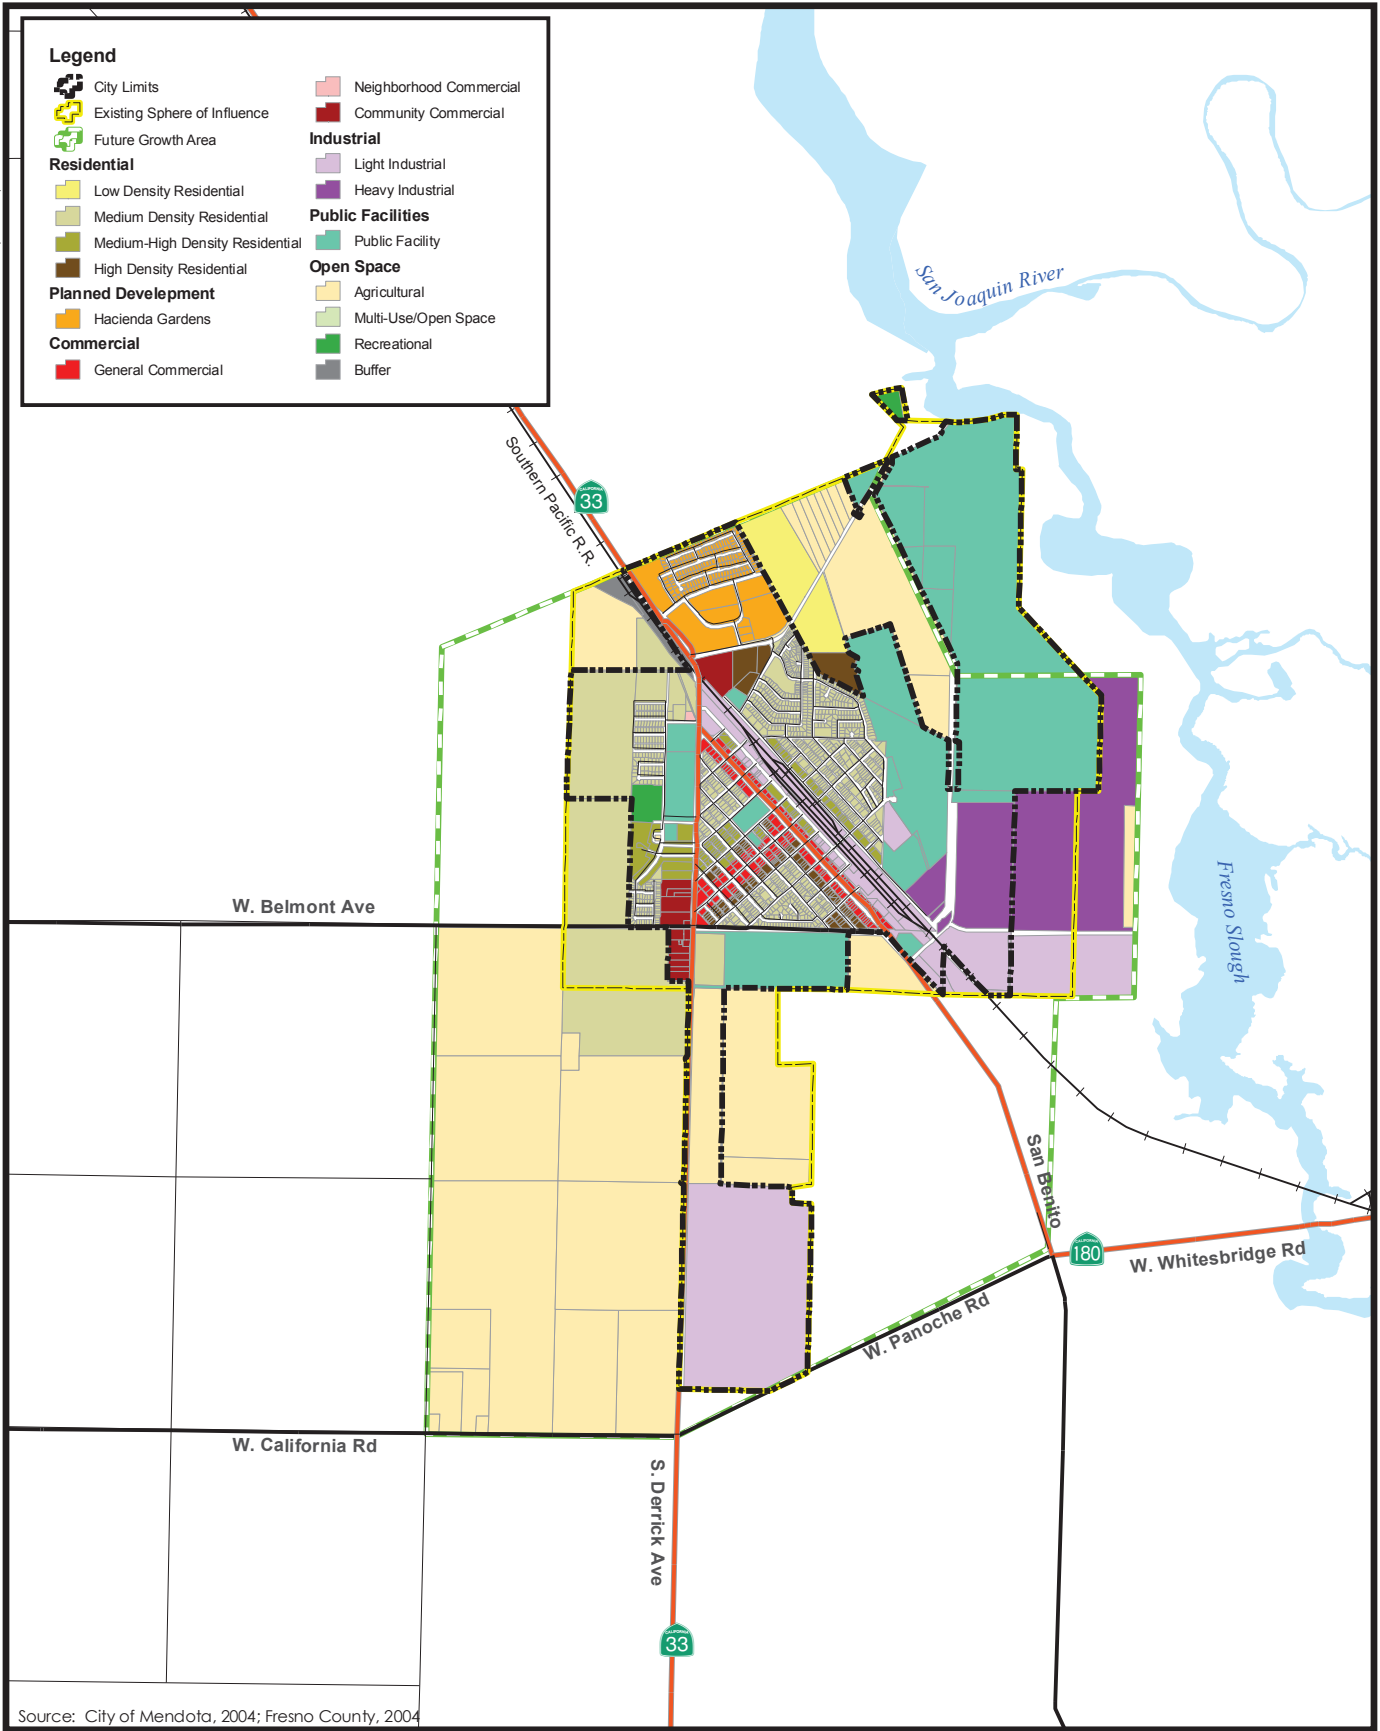 Legend
City Limits
Existing Sphere of Influence
Future Growth Area
Residential
Low Density Residential
Medium Density Residential
Medium-High Density Residential
High Density Residential
Planned Develepment
Hacienda Gardens
Commercial
General Commercial
Neighborhood Commercial
Community Commercial
Industrial
Light Industrial
Heavy Industrial
Public Facilities
Public Facility
Open Space
Agricultural
Multi-Use/Open Space
Recreational
Buffer
San Joaquin River
Southern Pacific R.R.
CALIFORNIA
33
W. Belmont Ave
Fresno Slough
San Benito
CALIFORNIA
180
W. Whitesbridge Rd
W. Panoche Rd
W. California Rd
S. Derrick Ave
CALIFORNIA
33
Source: City of Mendota, 2004; Fresno County, 2004